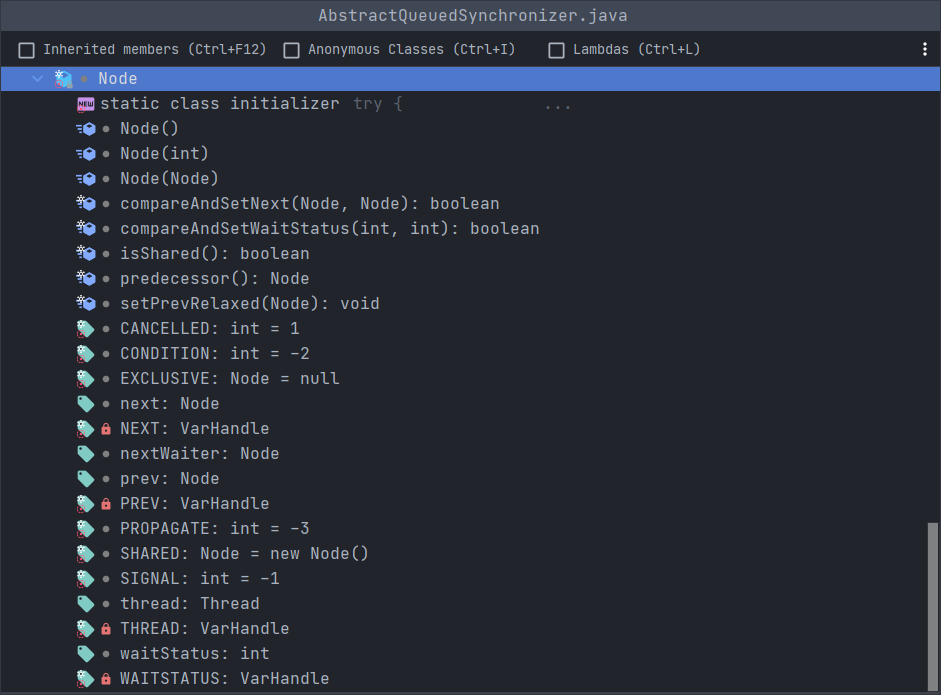 AbstractQueuedSynchronizer.java
Inherited members (Ctrl+F12) Anonymous Classes (Ctrl+I) Lambdas (Ctrl+L)
Node
NEW static class initializer try { ...
Node()
Node(int)
Node(Node)
compareAndSetNext(Node, Node): boolean
compareAndSetWaitStatus(int, int): boolean
isShared(): boolean
predecessor(): Node
setPrevRelaxed(Node): void
CANCELLED: int = 1
CONDITION: int = -2
EXCLUSIVE: Node = null
next: Node
NEXT: VarHandle
nextWaiter: Node
prev: Node
PREV: VarHandle
PROPAGATE: int = -3
SHARED: Node = new Node()
SIGNAL: int = -1
thread: Thread
THREAD: VarHandle
waitStatus: int
WAITSTATUS: VarHandle